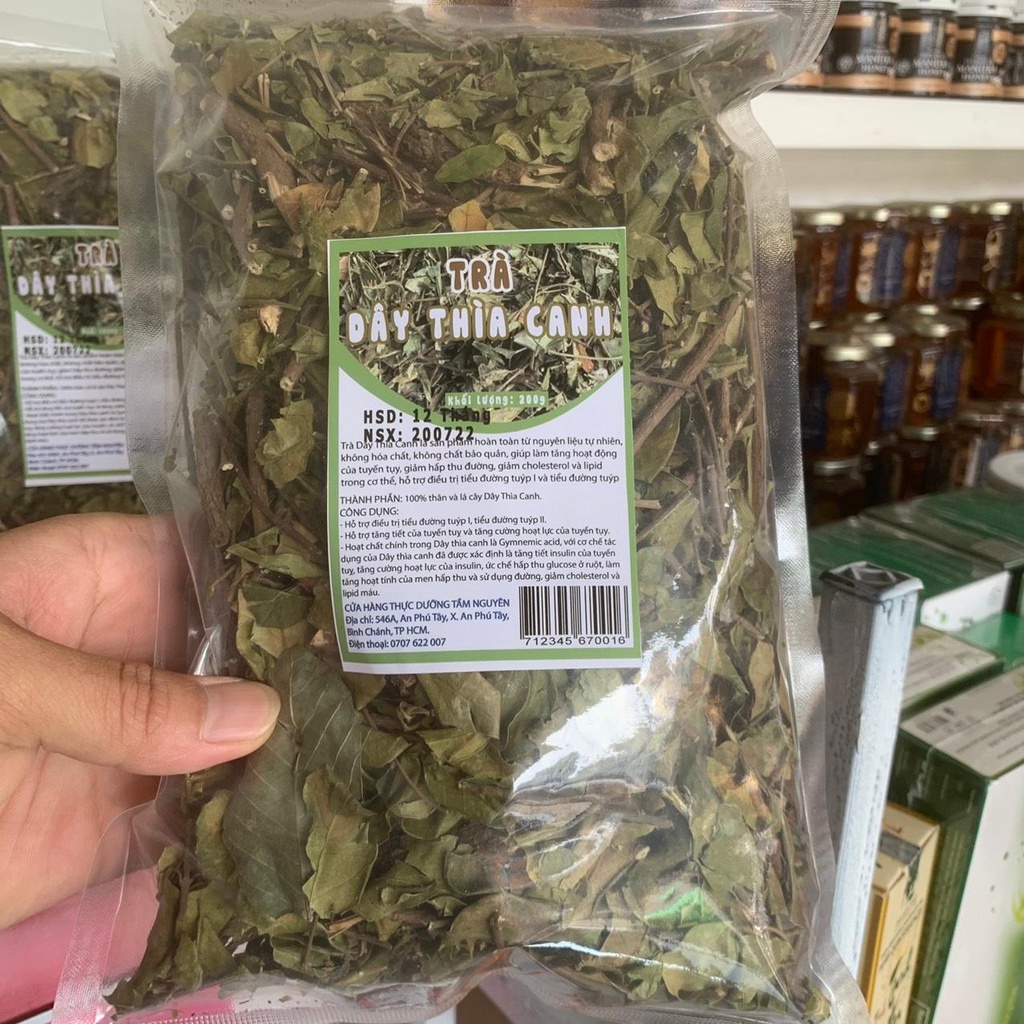 TRÀ
DÂY THÌA CANH
Khối lượng: 200g
HSD: 12 Tháng
NSX: 200722
Trà Dây Thìa Canh là sản phẩm hoàn toàn từ nguyên liệu tự nhiên,
không hóa chất, không chất bảo quản, giúp làm tăng hoạt động
của tuyến tụy, giảm hấp thu đường, giảm cholesterol và lipid
trong cơ thể, hỗ trợ điều trị tiểu đường tuýp I và tiểu đường tuýp
THÀNH PHẦN: 100% thân và lá cây Dây Thìa Canh.
CÔNG DỤNG:
- Hỗ trợ điều trị tiểu đường tuýp I, tiểu đường tuýp II.
- Hỗ trợ tăng tiết của tuyến tụy và tăng cường hoạt lực của tuyến tụy.
- Hoạt chất chính trong Dây thìa canh là Gymnemic acid, với cơ chế tác
dụng của Dây thìa canh đã được xác định là tăng tiết insulin của tuyến
tụy, tăng cường hoạt lực của insulin, ức chế hấp thu glucose ở ruột, làm
tăng hoạt tính của men hấp thu và sử dụng đường, giảm cholesterol và
lipid máu.
CỬA HÀNG THỰC DƯỠNG TÂM NGUYÊN
Địa chỉ: 546A, An Phú Tây, X. An Phú Tây,
Bình Chánh, TP HCM.
Điện thoại: 0707 622 007
712345 670016
TRÀ
DÂY THÌA
HSD: 12 Tháng
NSX: 200722
MANUKA
HONEY